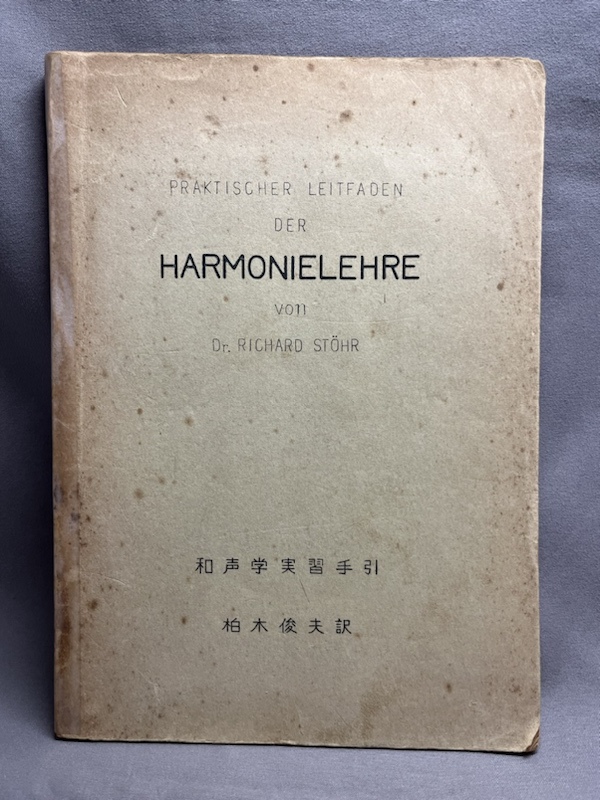 PRAKTISCHER LEITFADEN
DER
HARMONIELEHRE
von
Dr. RICHARD STÖHR
和声学実習手引
柏木俊夫訳